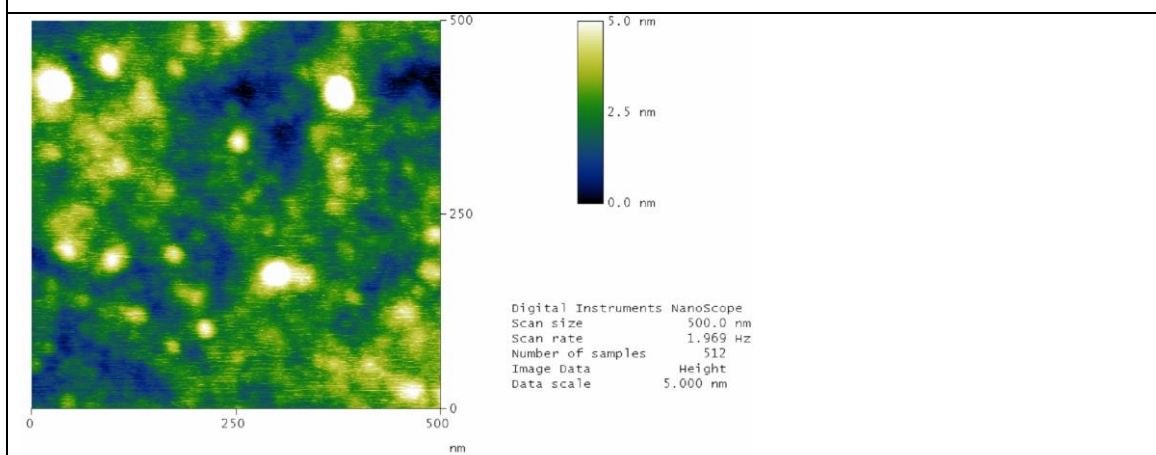 500
5.0 nm
2.5 nm
250
0.0 nm
Digital Instruments NanoScope
Scan size 500.0 nm
Scan rate 1.969 Hz
Number of samples 512
Image Data Height
Data scale 5.000 nm
0
0 250 500
nm